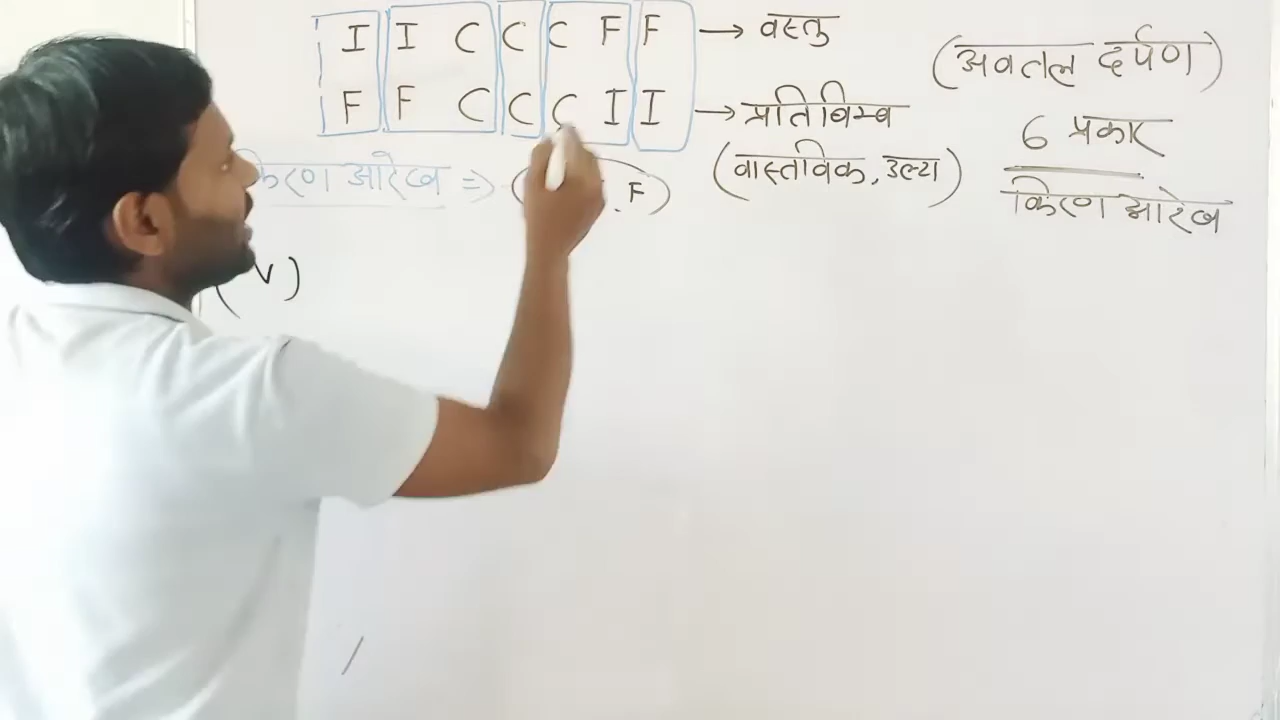 I I C C C F F → वस्तु
(अवतल दर्पण)
F F C C C I I → प्रतिबिम्ब
6 प्रकार
किरण आरेख ⇒ ( . F )
(वास्तविक, उल्टा)
किरण आरेख
(V)